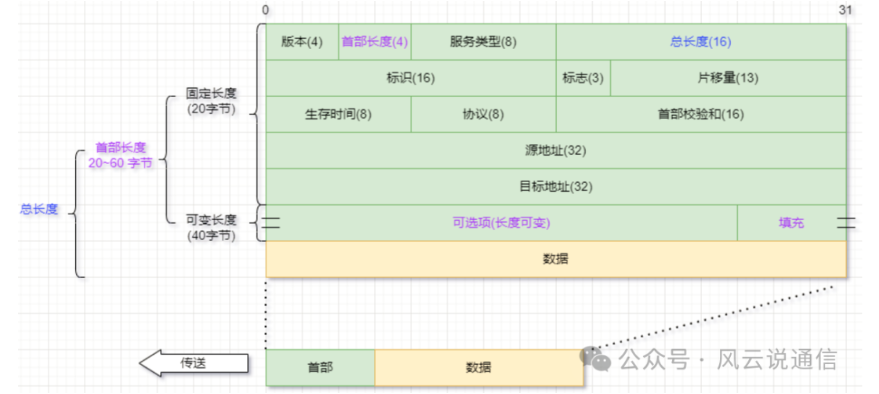 0 31
版本(4) 首部长度(4) 服务类型(8) 总长度(16)
标识(16) 标志(3) 片移量(13)
固定长度
(20字节)
生存时间(8) 协议(8) 首部校验和(16)
首部长度
20~60 字节
源地址(32)
目标地址(32)
总长度
可变长度
(40字节)
可选项(长度可变) 填充
数据
传送
首部 数据
公众号 · 风云说通信